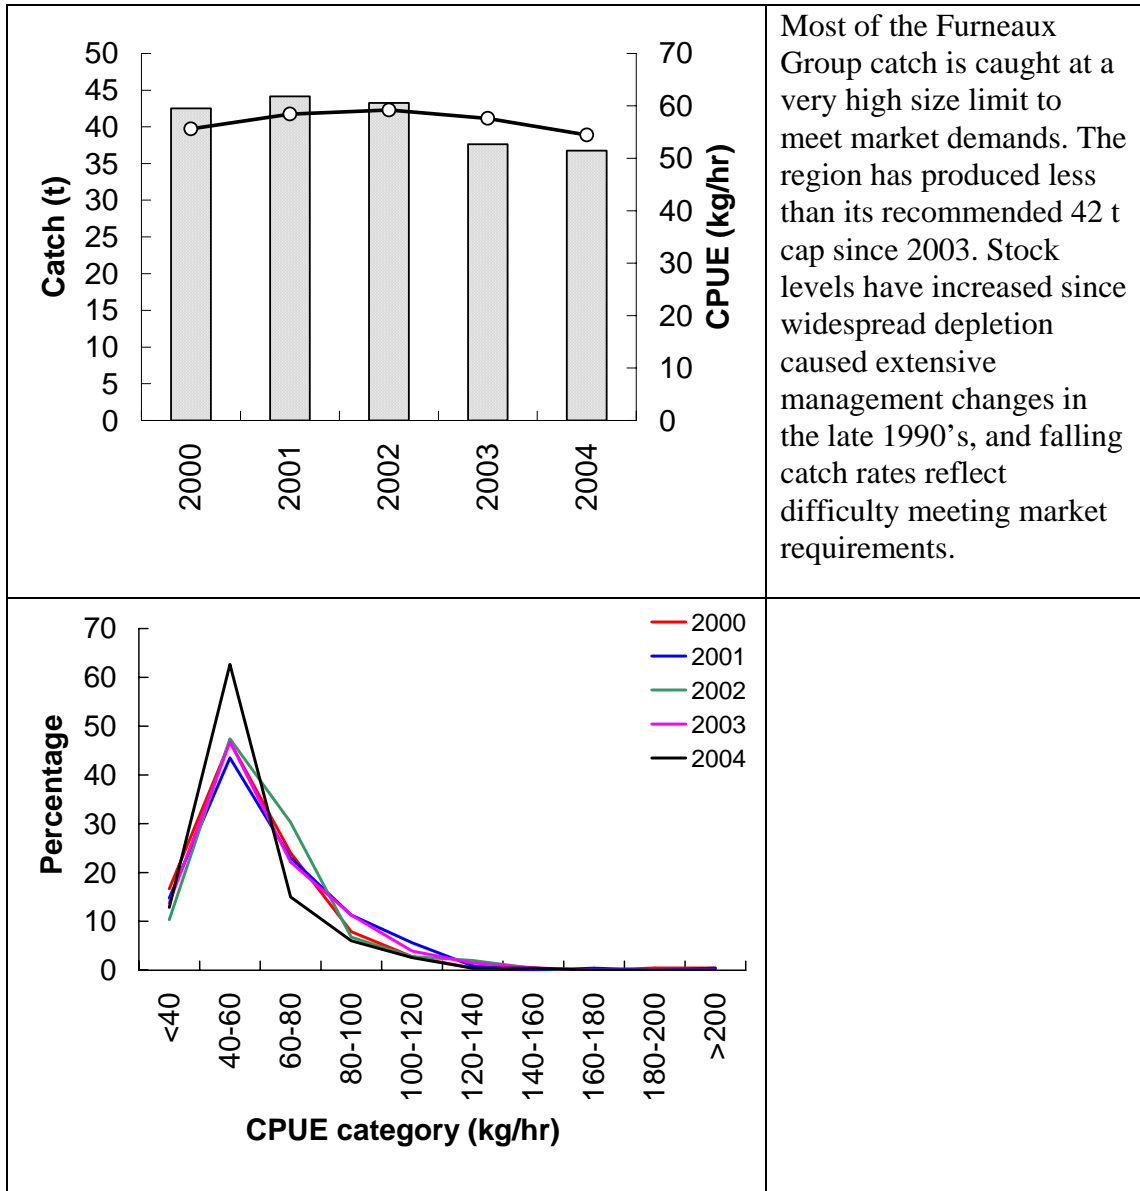 50
45
40
35
30
25
20
15
10
5
0
Catch (t)
70
60
50
40
30
20
10
0
CPUE (kg/hr)
2000
2001
2002
2003
2004
Most of the Furneaux
Group catch is caught at a
very high size limit to
meet market demands. The
region has produced less
than its recommended 42 t
cap since 2003. Stock
levels have increased since
widespread depletion
caused extensive
management changes in
the late 1990's, and falling
catch rates reflect
difficulty meeting market
requirements.
70
60
50
40
30
20
10
0
Percentage
2000
2001
2002
2003
2004
<40
40-60
60-80
80-100
100-120
120-140
140-160
160-180
180-200
>200
CPUE category (kg/hr)